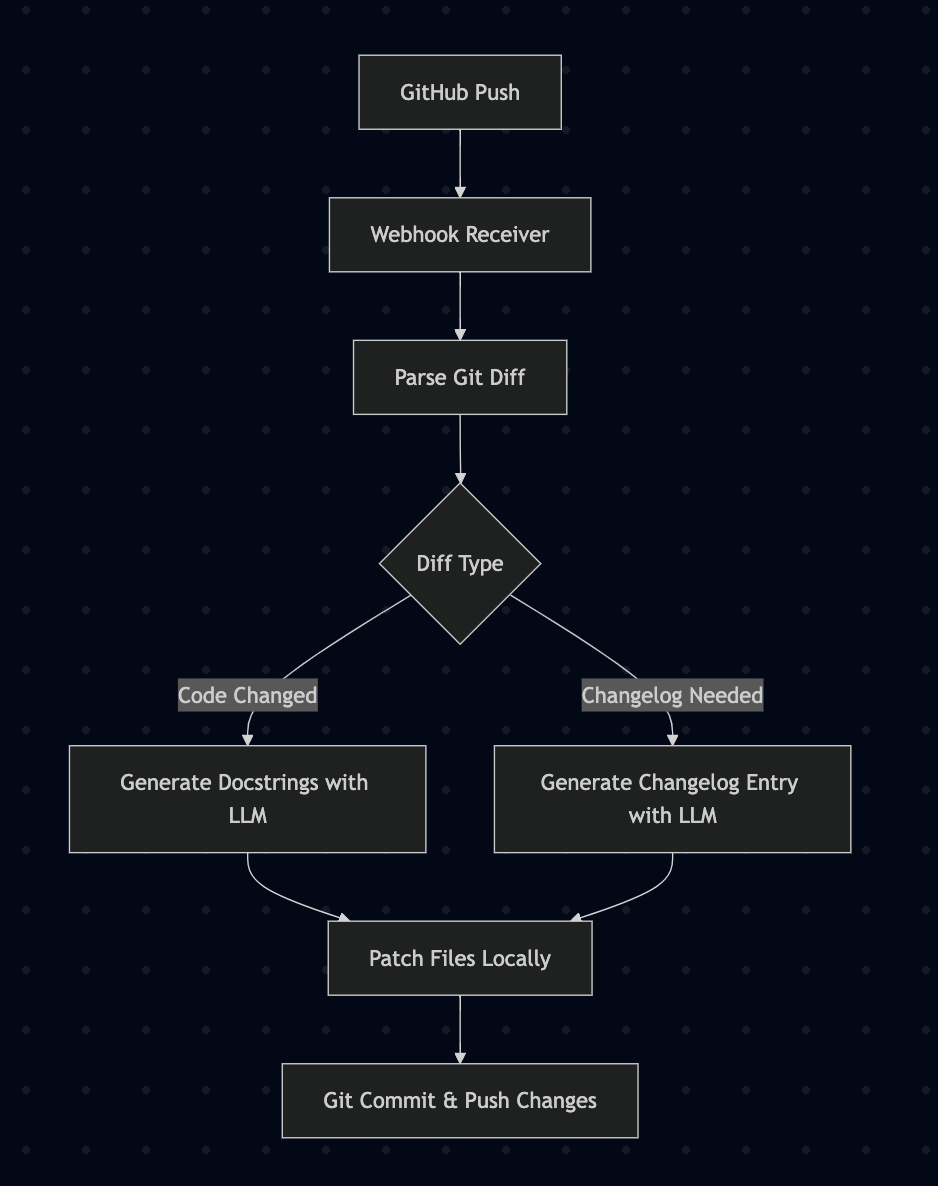 GitHub Push
Webhook Receiver
Parse Git Diff
Diff Type
Code Changed
Changelog Needed
Generate Docstrings with
LLM
Generate Changelog Entry
with LLM
Patch Files Locally
Git Commit & Push Changes